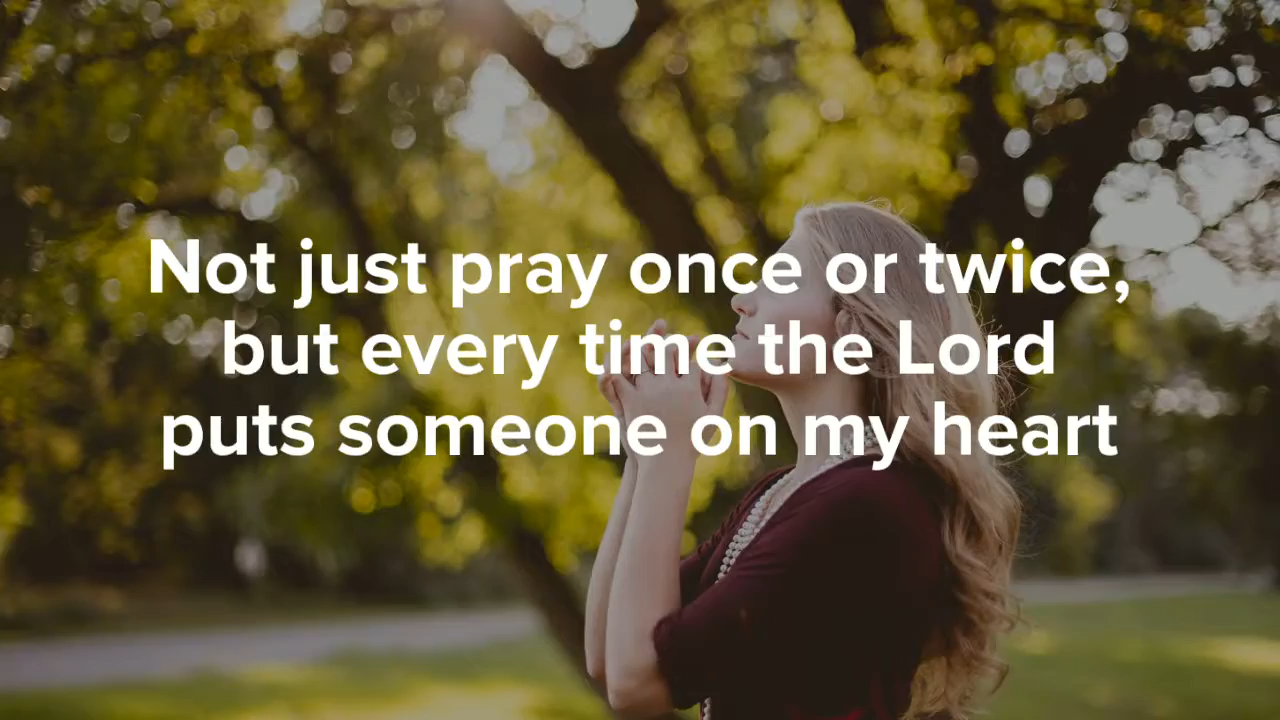 Not just pray once or twice,
but every time the Lord
puts someone on my heart